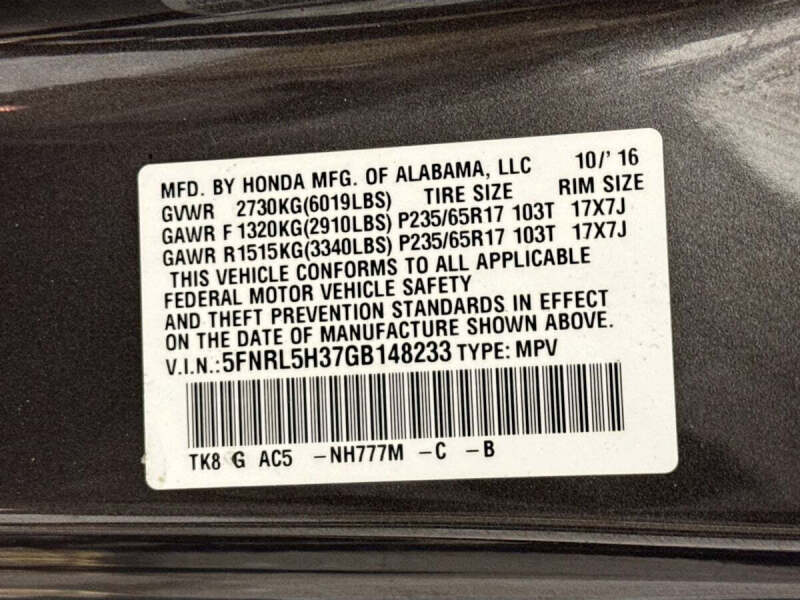 MFD. BY HONDA MFG. OF ALABAMA, LLC 10/'16
GVWR 2730KG(6019LBS) TIRE SIZE RIM SIZE
GAWR F1320KG(2910LBS) P235/65R17 103T 17X7J
GAWR R1515KG(3340LBS) P235/65R17 103T 17X7J
THIS VEHICLE CONFORMS TO ALL APPLICABLE
FEDERAL MOTOR VEHICLE SAFETY
AND THEFT PREVENTION STANDARDS IN EFFECT
ON THE DATE OF MANUFACTURE SHOWN ABOVE.
V.I.N.:5FNRL5H37GB148233 TYPE: MPV
TK8 G AC5 -NH777M -C -B